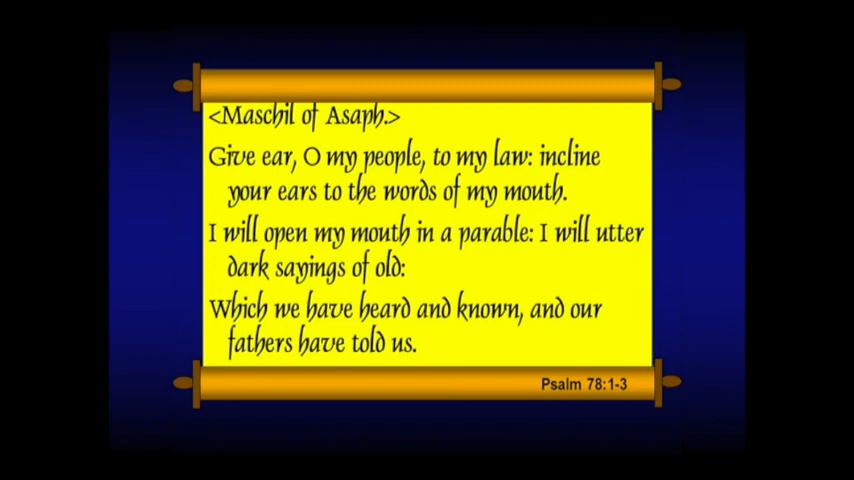 <Maschil of Asaph.>
Give ear, O my people, to my law: incline
your ears to the words of my mouth.
I will open my mouth in a parable: I will utter
dark sayings of old:
Which we have heard and known, and our
fathers have told us.
Psalm 78:1-3